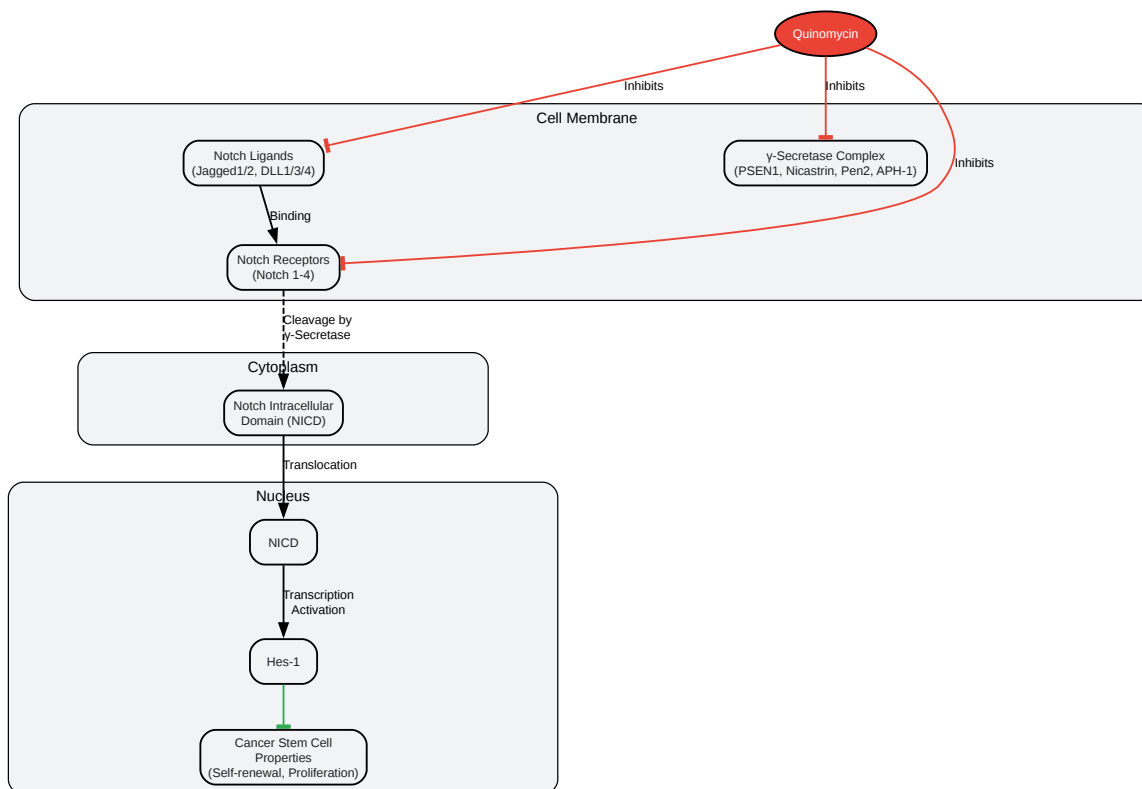 Quinomycin
Inhibits
Inhibits
Inhibits
Cell Membrane
Notch Ligands
(Jagged1/2, DLL1/3/4)
γ-Secretase Complex
(PSEN1, Nicastrin, Pen2, APH-1)
Binding
Notch Receptors
(Notch 1-4)
Cleavage by
γ-Secretase
Cytoplasm
Notch Intracellular
Domain (NICD)
Translocation
Nucleus
NICD
Transcription
Activation
Hes-1
Cancer Stem Cell
Properties
(Self-renewal, Proliferation)